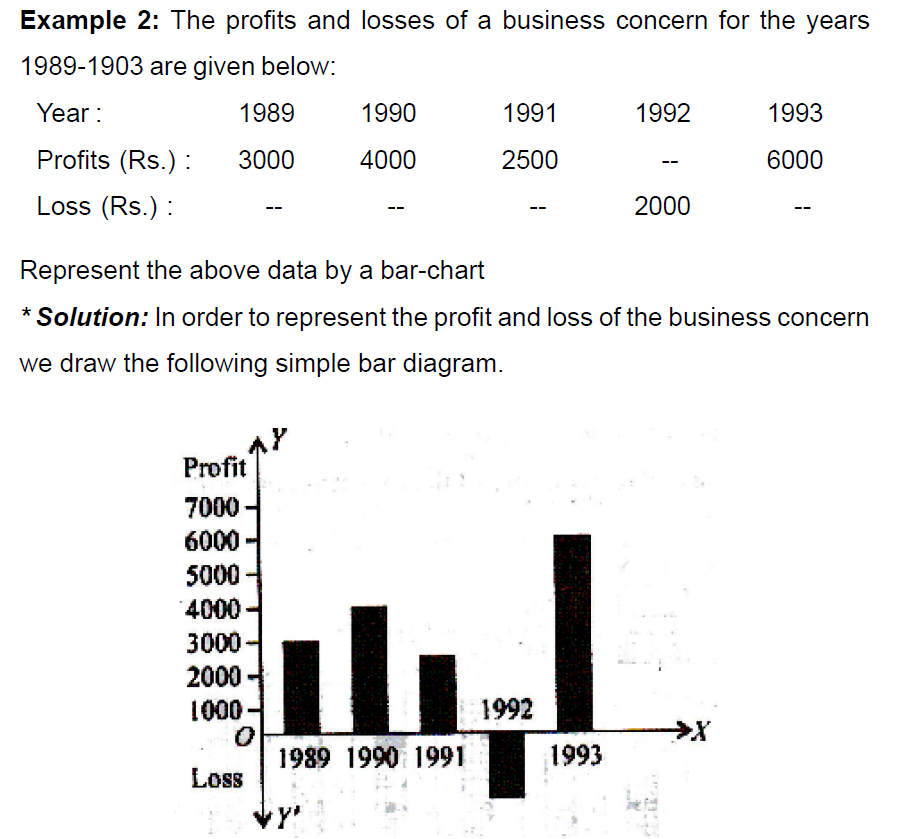 Example 2: The profits and losses of a business concern for the years
1989-1903 are given below:
Year : 1989 1990 1991 1992 1993
Profits (Rs.) : 3000 4000 2500 -- 6000
Loss (Rs.) : -- -- -- 2000 --
Represent the above data by a bar-chart
* Solution: In order to represent the profit and loss of the business concern
we draw the following simple bar diagram.
Y
Profit
7000
6000
5000
4000
3000
2000
1000
1992
O
X
1989 1990 1991 1993
Loss
Y'